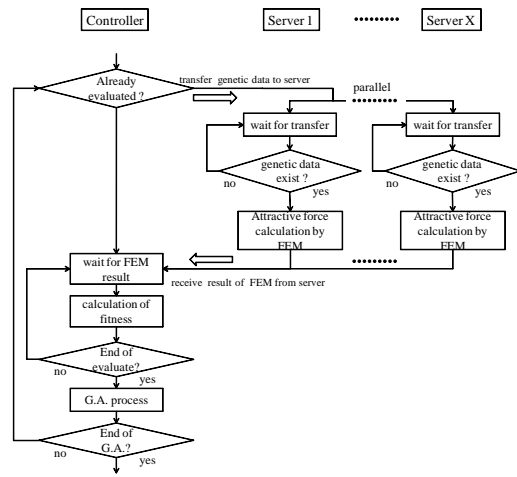 Controller
Server 1
Server X
Already
evaluated ?
transfer genetic data to server
parallel
wait for transfer
wait for transfer
genetic data
exist ?
no
yes
genetic data
exist ?
no
yes
Attractive force
calculation by
FEM
Attractive force
calculation by
FEM
wait for FEM
result
receive result of FEM from server
calculation of
fitness
End of
evaluate?
no
yes
G.A. process
End of
G.A.?
no
yes